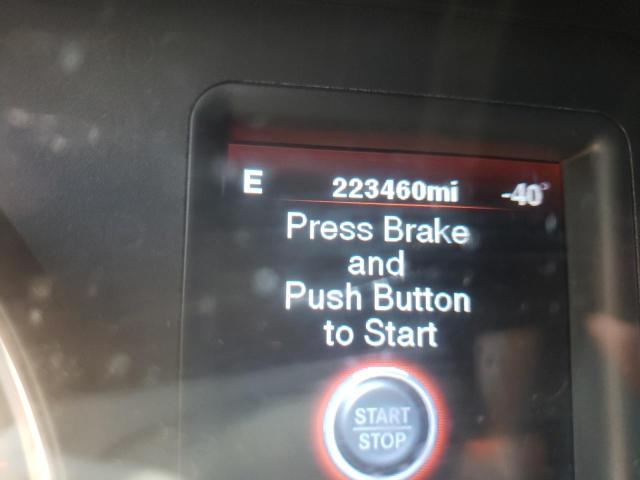 E 223460mi -40°
Press Brake
and
Push Button
to Start
START
STOP